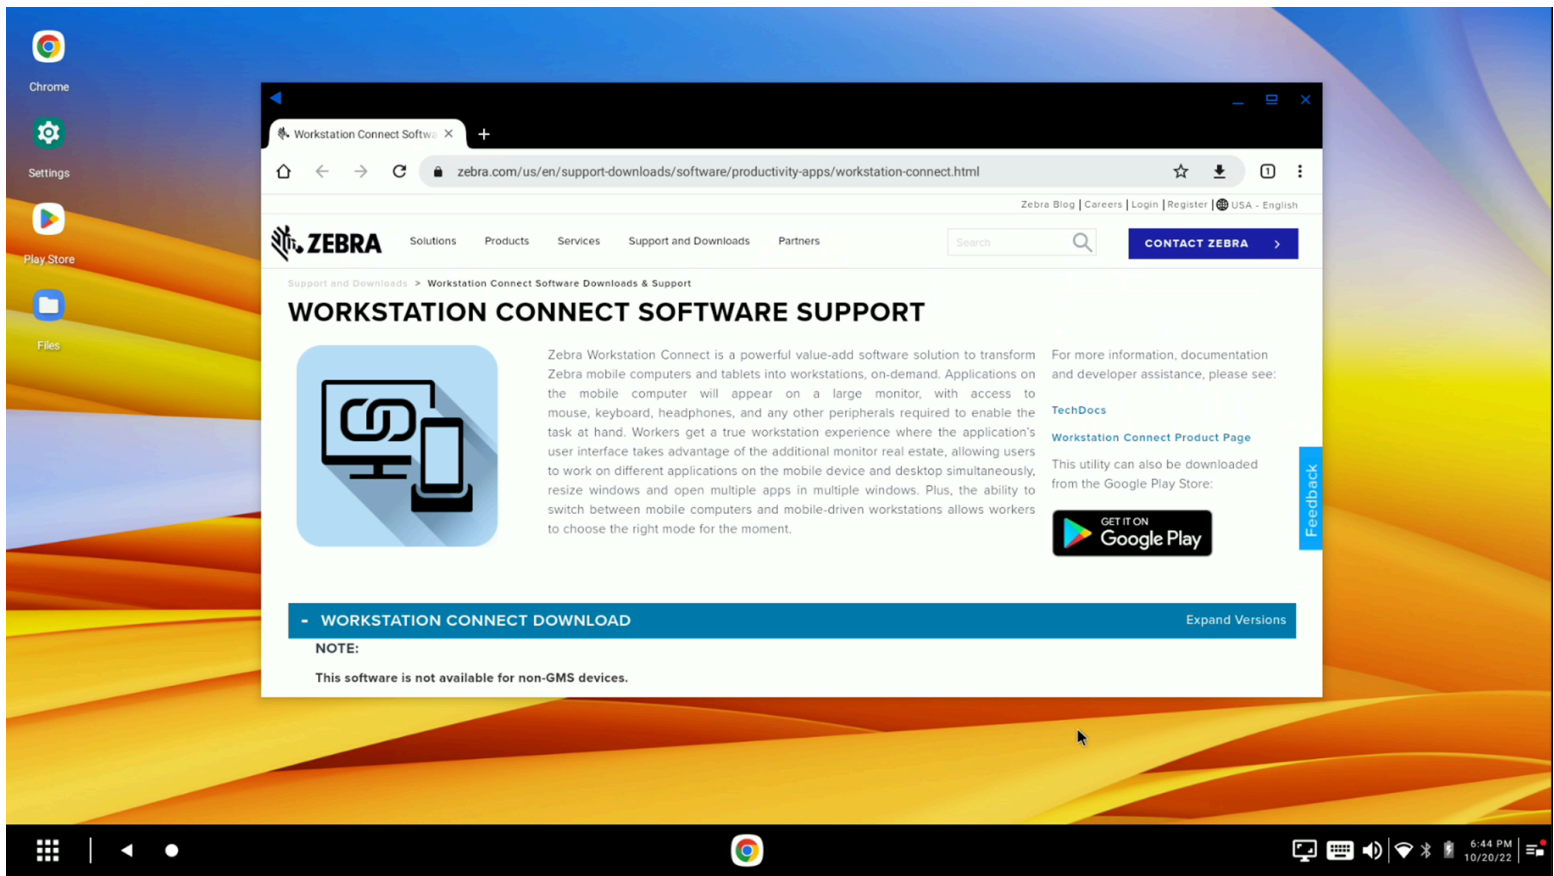 Chrome
Settings
Play Store
Files
Workstation Connect Softwa
zebra.com/us/en/support-downloads/software/productivity-apps/workstation-connect.html
1
Zebra Blog | Careers | Login | Register | USA - English
ZEBRA
Solutions Products Services Support and Downloads Partners
Search
CONTACT ZEBRA >
Support and Downloads > Workstation Connect Software Downloads & Support
WORKSTATION CONNECT SOFTWARE SUPPORT
Zebra Workstation Connect is a powerful value-add software solution to transform
Zebra mobile computers and tablets into workstations, on-demand. Applications on
the mobile computer will appear on a large monitor, with access to
mouse, keyboard, headphones, and any other peripherals required to enable the
task at hand. Workers get a true workstation experience where the application's
user interface takes advantage of the additional monitor real estate, allowing users
to work on different applications on the mobile device and desktop simultaneously,
resize windows and open multiple apps in multiple windows. Plus, the ability to
switch between mobile computers and mobile-driven workstations allows workers
to choose the right mode for the moment.
For more information, documentation
and developer assistance, please see:
TechDocs
Workstation Connect Product Page
This utility can also be downloaded
from the Google Play Store:
GET IT ON
Google Play
Feedback
- WORKSTATION CONNECT DOWNLOAD
Expand Versions
NOTE:
This software is not available for non-GMS devices.
6:44 PM
10/20/22